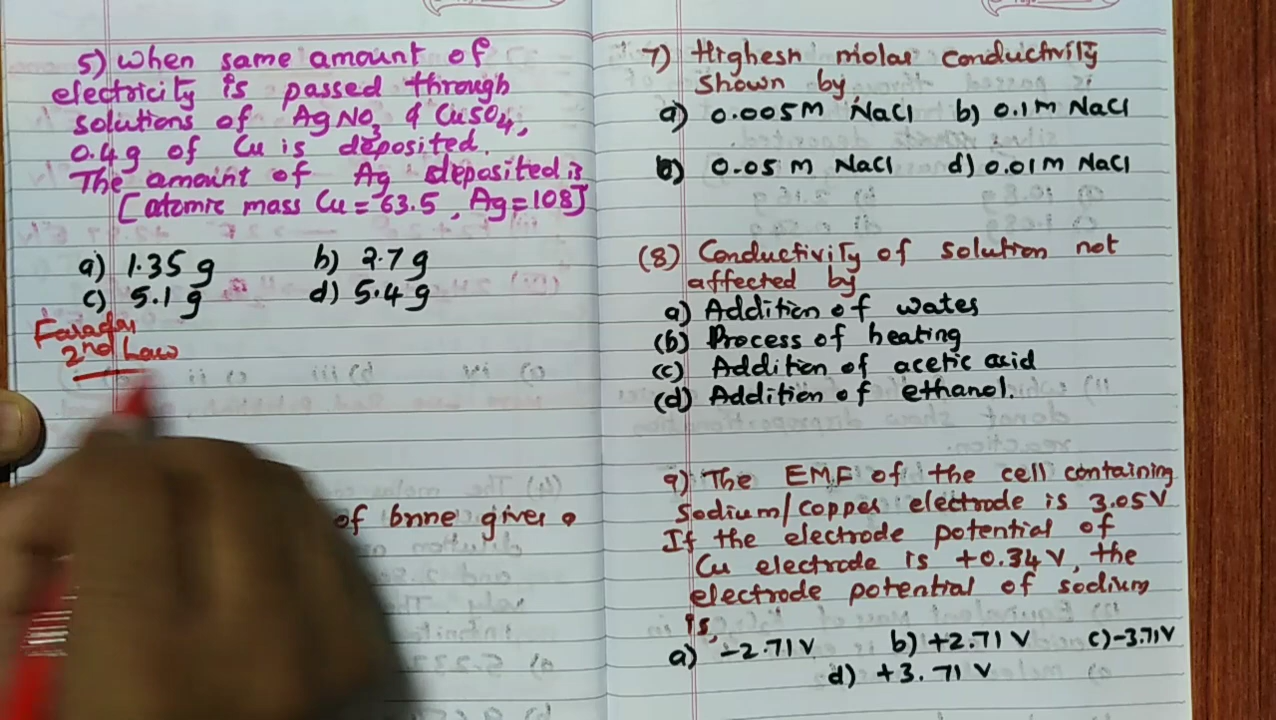 5) When same amount of
electricity is passed through
solutions of AgNO3 & CuSO4,
0.4g of Cu is deposited.
The amount of Ag deposited is
[atomic mass Cu = 63.5, Ag=108]
a) 1.35 g b) 2.7 g
c) 5.1 g d) 5.4 g
Faraday
2nd Law
of brine gives
7) Highesh molar conductivity
shown by,
a) 0.005M NaCl b) 0.1M NaCl
0.05 M NaCl d) 0.01M NaCl
(8) Conductivity of solution not
affected by
a) Addition of water
(b) Process of heating
(c) Addition of acetic acid
(d) Addition of ethanol.
9) The EMF of the cell containing
Sodium/copper electrode is 3.05V
If the electrode potential of
Cu electrode is +0.34V, the
electrode potential of sodium
is,
a) -2.71V b) +2.71 V c) -3.71V
d) +3.71 V